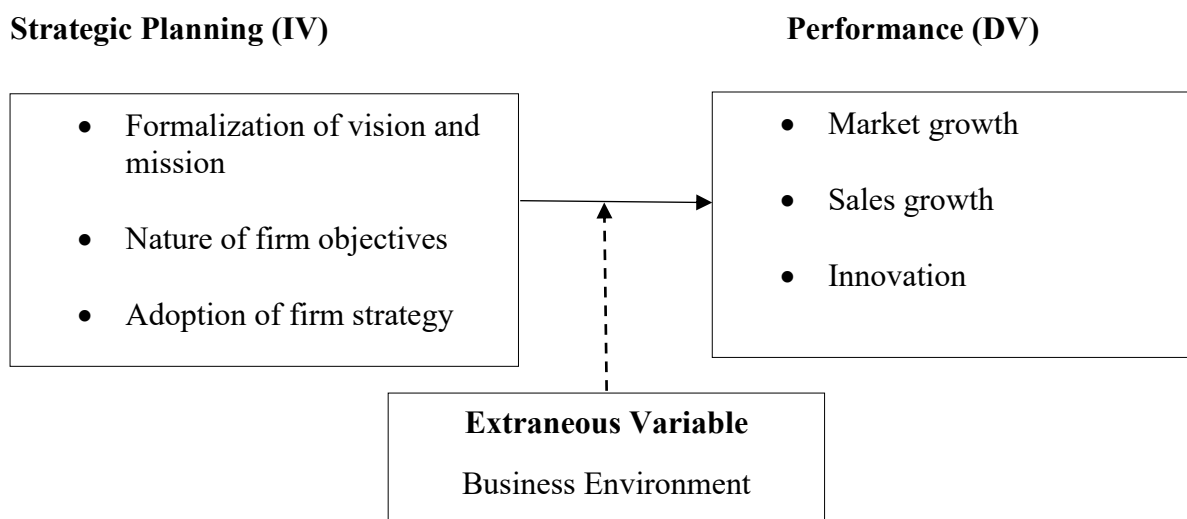 Strategic Planning (IV)
Performance (DV)
• Formalization of vision and
mission
• Nature of firm objectives
• Adoption of firm strategy
• Market growth
• Sales growth
• Innovation
Extraneous Variable
Business Environment